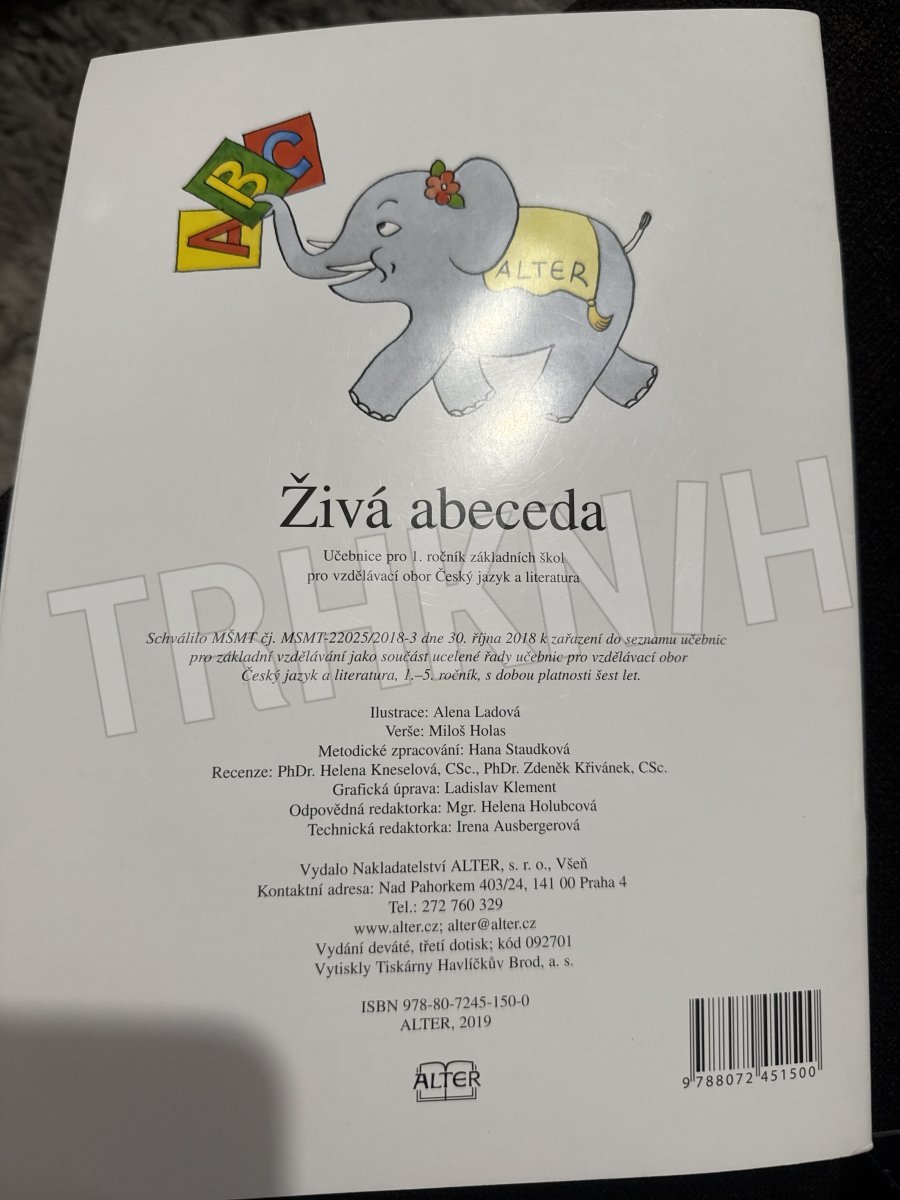 ABC
ALTER
Živá abeceda
Učebnice pro 1. ročník základních škol
pro vzdělávací obor Český jazyk a literatura
TRHKNIH
Schválilo MŠMT čj. MSMT-22025/2018-3 dne 30. října 2018 k zařazení do seznamu učebnic
pro základní vzdělávání jako součást ucelené řady učebnic pro vzdělávací obor
Český jazyk a literatura, 1.–5. ročník, s dobou platnosti šest let.
Ilustrace: Alena Ladová
Verše: Miloš Holas
Metodické zpracování: Hana Staudková
Recenze: PhDr. Helena Kneselová, CSc., PhDr. Zdeněk Křivánek, CSc.
Grafická úprava: Ladislav Klement
Odpovědná redaktorka: Mgr. Helena Holubcová
Technická redaktorka: Irena Ausbergerová
Vydalo Nakladatelství ALTER, s. r. o., Všeň
Kontaktní adresa: Nad Pahorkem 403/24, 141 00 Praha 4
Tel.: 272 760 329
www.alter.cz; alter@alter.cz
Vydání deváté, třetí dotisk; kód 092701
Vytiskly Tiskárny Havlíčkův Brod, a. s.
ISBN 978-80-7245-150-0
ALTER, 2019
ALTER
9 788072 451500